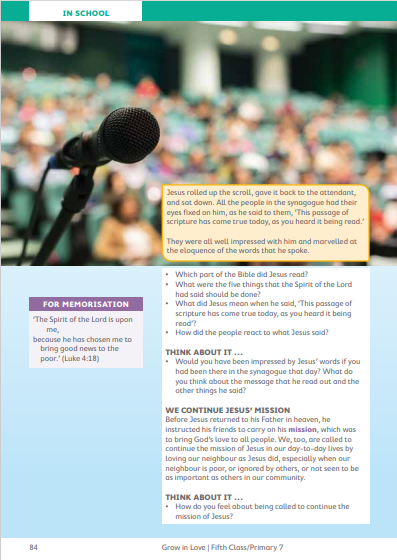 IN SCHOOL
Jesus rolled up the scroll, gave it back to the attendant,
and sat down. All the people in the synagogue had their
eyes fixed on him, as he said to them, 'This passage of
scripture has come true today, as you heard it being read.'
They were all well impressed with him and marvelled at
the eloquence of the words that he spoke.
• Which part of the Bible did Jesus read?
• What were the five things that the Spirit of the Lord
had said should be done?
• What did Jesus mean when he said, 'This passage of
scripture has come true today, as you heard it being
read'?
• How did the people react to what Jesus said?
FOR MEMORISATION
'The Spirit of the Lord is upon
me,
because he has chosen me to
bring good news to the
poor.' (Luke 4:18)
THINK ABOUT IT ...
• Would you have been impressed by Jesus' words if you
had been there in the synagogue that day? What do
you think about the message that he read out and the
other things he said?
WE CONTINUE JESUS' MISSION
Before Jesus returned to his Father in heaven, he
instructed his friends to carry on his mission, which was
to bring God's love to all people. We, too, are called to
continue the mission of Jesus in our day-to-day lives by
loving our neighbour as Jesus did, especially when our
neighbour is poor, or ignored by others, or not seen to be
as important as others in our community.
THINK ABOUT IT ...
• How do you feel about being called to continue the
mission of Jesus?
84
Grow in Love | Fifth Class/Primary 7